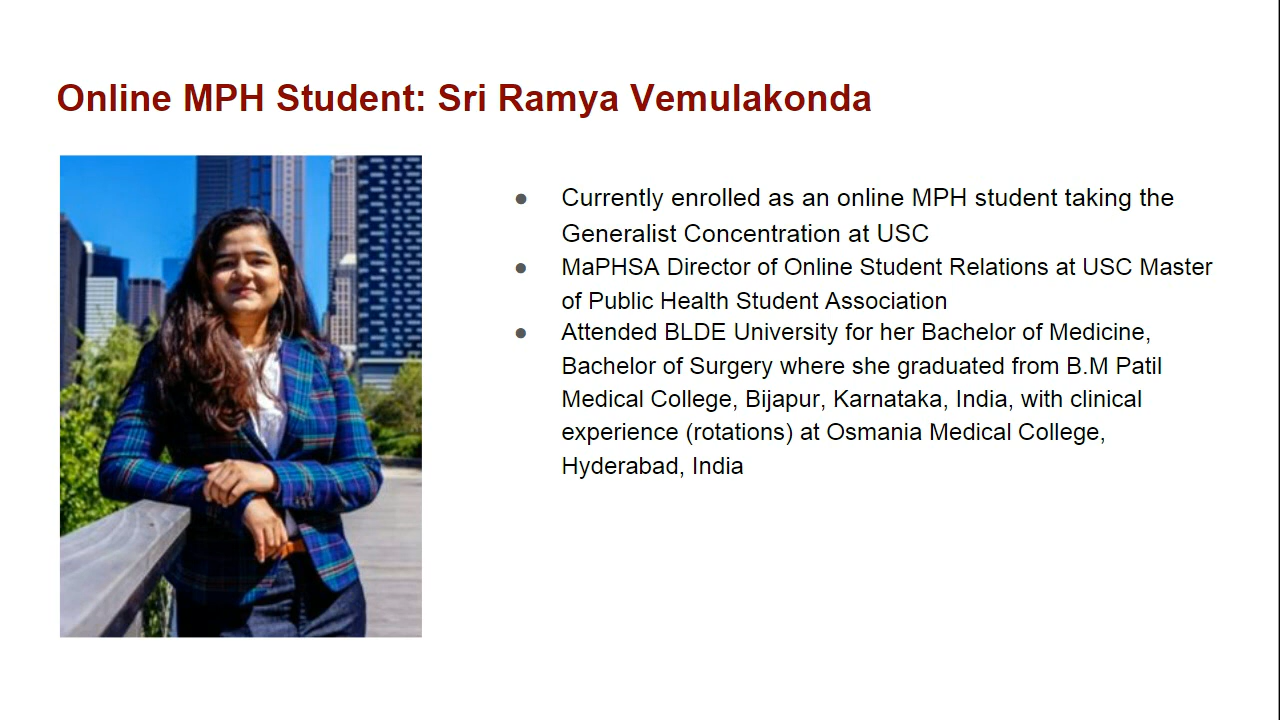 Online MPH Student: Sri Ramya Vemulakonda
● Currently enrolled as an online MPH student taking the
Generalist Concentration at USC
● MaPHSA Director of Online Student Relations at USC Master
of Public Health Student Association
● Attended BLDE University for her Bachelor of Medicine,
Bachelor of Surgery where she graduated from B.M Patil
Medical College, Bijapur, Karnataka, India, with clinical
experience (rotations) at Osmania Medical College,
Hyderabad, India